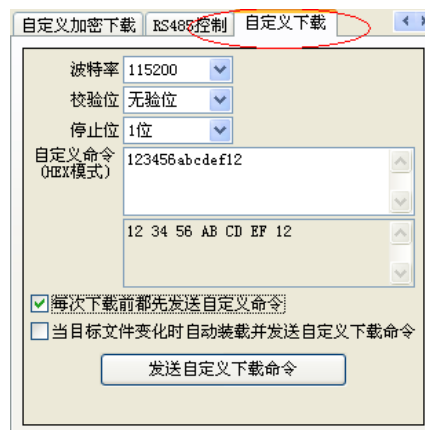 自定义加密下载 RS485控制 自定义下载
波特率 115200
校验位 无验位
停止位 1位
自定义命令 123456abcdef12
(HEX模式)
12 34 56 AB CD EF 12
每次下载前都先发送自定义命令
当目标文件变化时自动装载并发送自定义下载命令
发送自定义下载命令